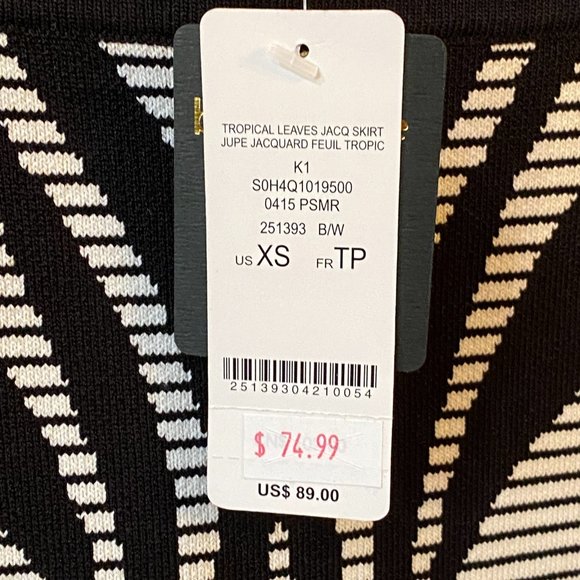 TROPICAL LEAVES JACQ SKIRT
JUPE JACQUARD FEUIL TROPIC
K1
S0H4Q1019500
0415 PSMR
251393 B/W
US XS FR TP
25139304210054
$ 74.99
US$ 89.00